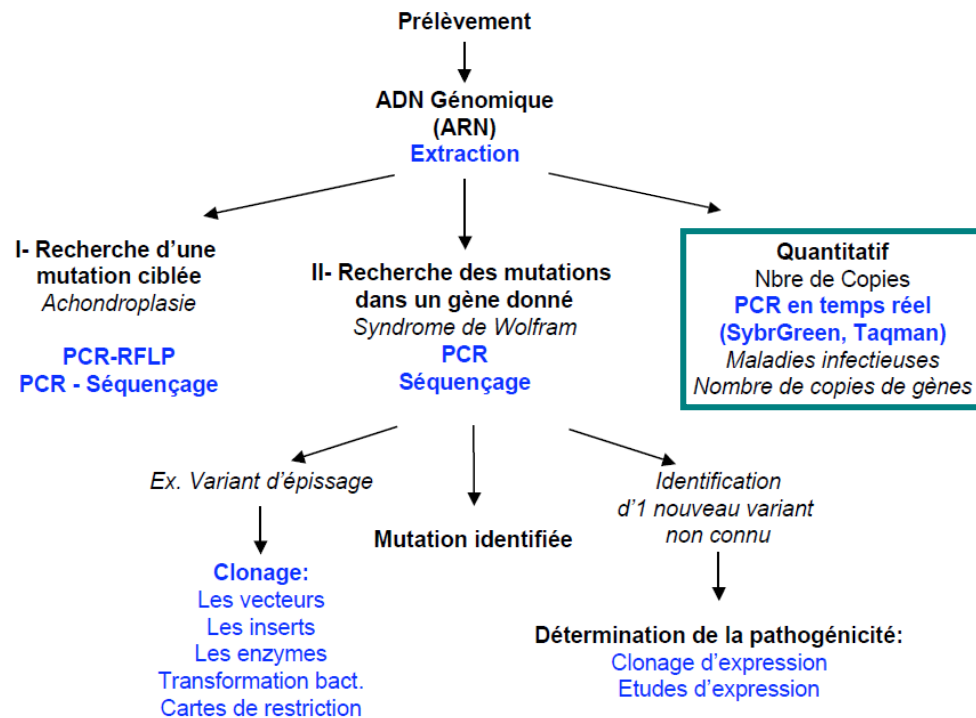 Prélèvement
ADN Génomique
(ARN)
Extraction
I- Recherche d'une
mutation ciblée
Achondroplasie
PCR-RFLP
PCR - Séquençage
II- Recherche des mutations
dans un gène donné
Syndrome de Wolfram
PCR
Séquençage
Quantitatif
Nbre de Copies
PCR en temps réel
(SybrGreen, Taqman)
Maladies infectieuses
Nombre de copies de gènes
Ex. Variant d'épissage
Clonage:
Les vecteurs
Les inserts
Les enzymes
Transformation bact.
Cartes de restriction
Mutation identifiée
Identification
d'1 nouveau variant
non connu
Détermination de la pathogénicité:
Clonage d'expression
Etudes d'expression